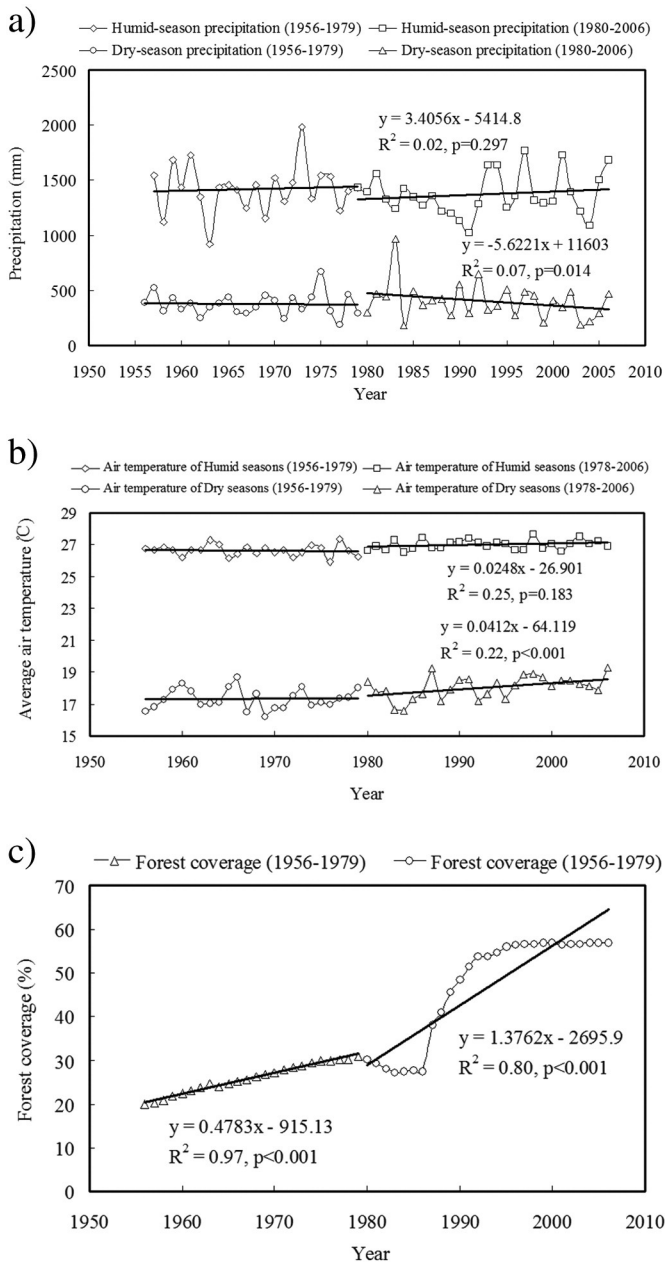 a)
Humid-season precipitation (1956-1979) Humid-season precipitation (1980-2006)
Dry-season precipitation (1956-1979) Dry-season precipitation (1980-2006)
2500
2000
1500
1000
500
0
Precipitation (mm)
y = 3.4056x - 5414.8
R² = 0.02, p=0.297
y = -5.6221x + 11603
R² = 0.07, p=0.014
1950 1955 1960 1965 1970 1975 1980 1985 1990 1995 2000 2005 2010
Year
b)
Air temperature of Humid seasons (1956-1979) Air temperature of Humid seasons (1978-2006)
Air temperature of Dry seasons (1956-1979) Air temperature of Dry seasons (1978-2006)
29
27
25
23
21
19
17
15
Average air temperature (℃)
y = 0.0248x - 26.901
R² = 0.25, p=0.183
y = 0.0412x - 64.119
R² = 0.22, p<0.001
1950 1960 1970 1980 1990 2000 2010
Year
c)
Forest coverage (1956-1979) Forest coverage (1956-1979)
70
60
50
40
30
20
10
0
Forest coverage (%)
y = 1.3762x - 2695.9
R² = 0.80, p<0.001
y = 0.4783x - 915.13
R² = 0.97, p<0.001
1950 1960 1970 1980 1990 2000 2010
Year